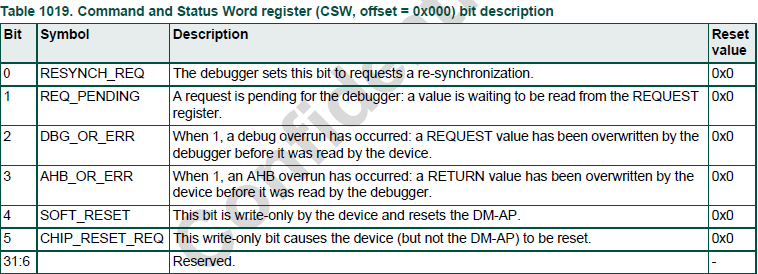 Table 1019. Command and Status Word register (CSW, offset = 0x000) bit description
Bit Symbol Description Reset
value
0 RESYNCH_REQ The debugger sets this bit to requests a re-synchronization. 0x0
1 REQ_PENDING A request is pending for the debugger: a value is waiting to be read from the REQUEST 0x0
register.
2 DBG_OR_ERR When 1, a debug overrun has occurred: a REQUEST value has been overwritten by the 0x0
debugger before it was read by the device.
3 AHB_OR_ERR When 1, an AHB overrun has occurred: a RETURN value has been overwritten by the 0x0
device before it was read by the debugger.
4 SOFT_RESET This bit is write-only by the device and resets the DM-AP. 0x0
5 CHIP_RESET_REQ This write-only bit causes the device (but not the DM-AP) to be reset. 0x0
31:6 Reserved. -